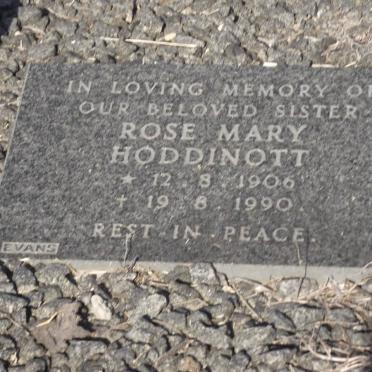 IN LOVING MEMORY OF
OUR BELOVED SISTER
ROSE MARY
HODDINOTT
* 12 . 8 . 1906
† 19 . 8 . 1990
REST IN PEACE.
EVANS